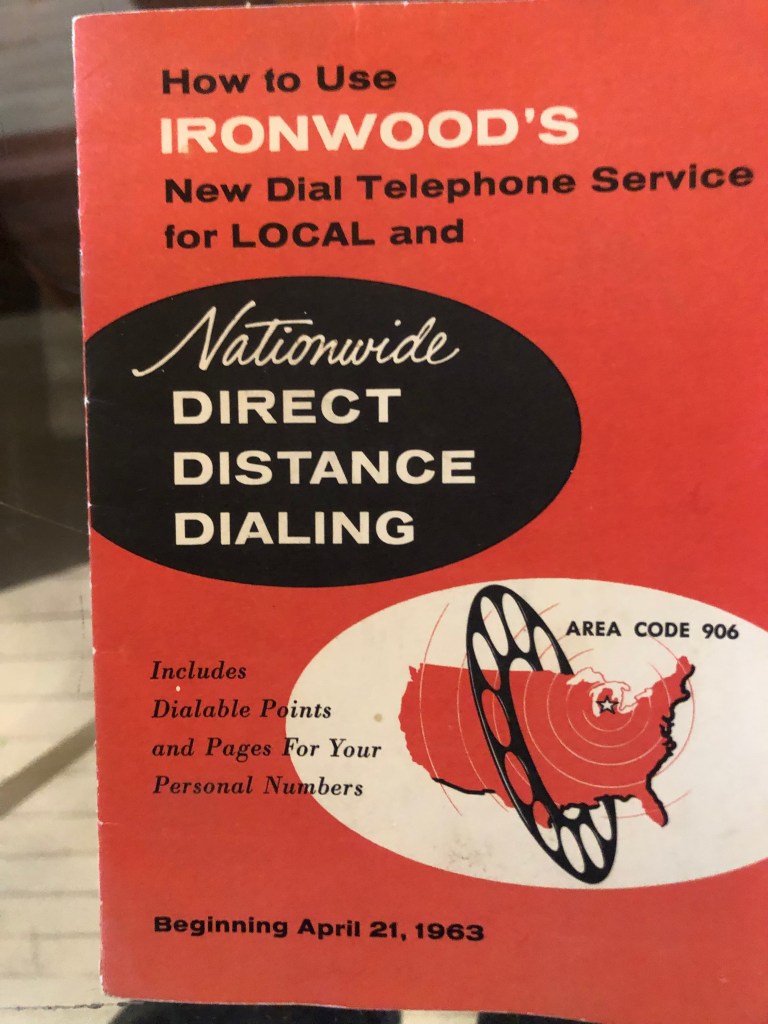 How to Use
IRONWOOD'S
New Dial Telephone Service
for LOCAL and
Nationwide
DIRECT
DISTANCE
DIALING
AREA CODE 906
Includes
Dialable Points
and Pages For Your
Personal Numbers
Beginning April 21, 1963